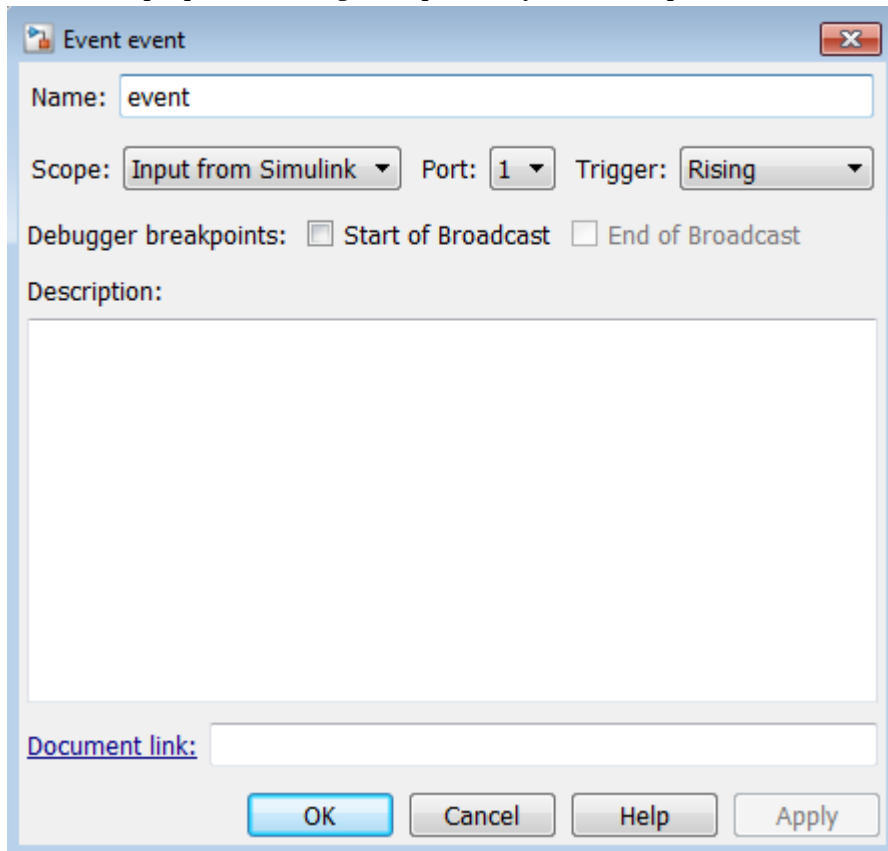 Event event
Name: event
Scope: Input from Simulink Port: 1 Trigger: Rising
Debugger breakpoints: Start of Broadcast End of Broadcast
Description:
Document link:
OK Cancel Help Apply